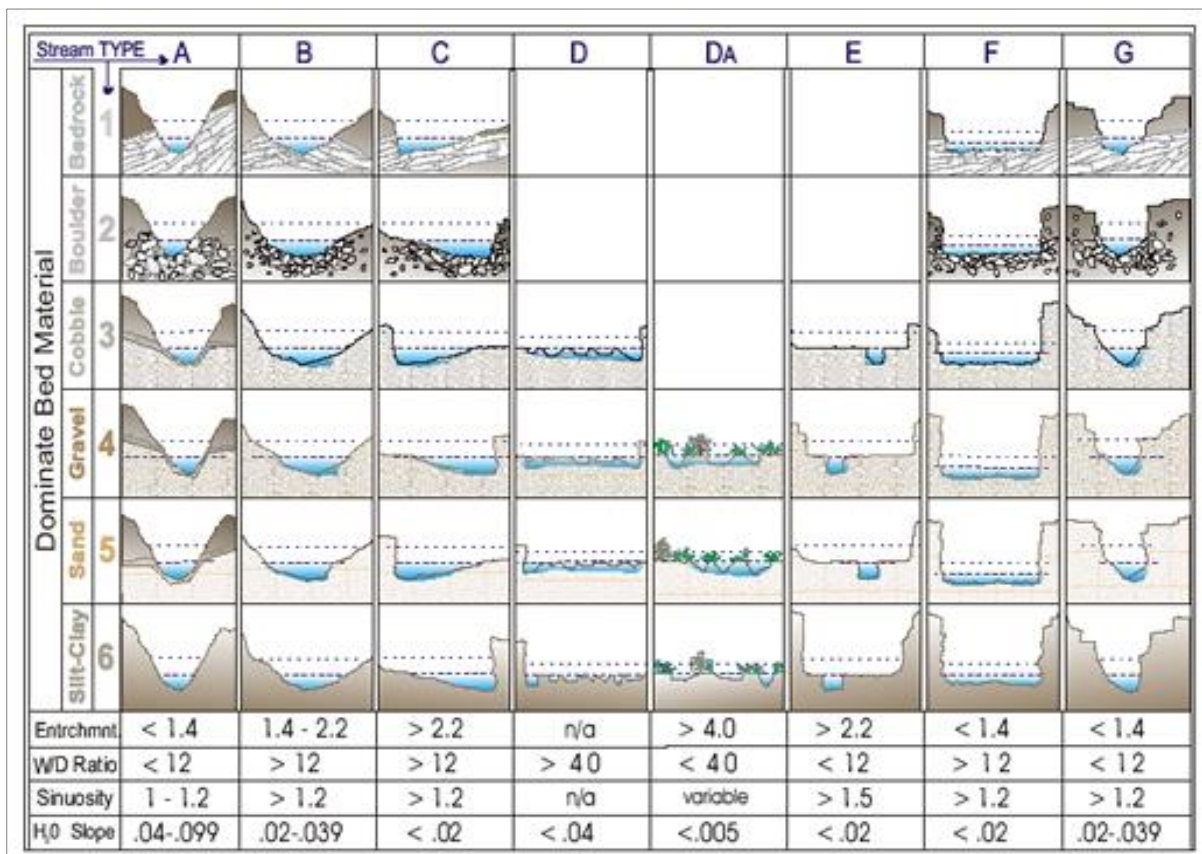 Stream TYPE A B C D DA E F G
Dominate Bed Material
Bedrock 1
Boulder 2
Cobble 3
Gravel 4
Sand 5
Slit-Clay 6
Entrchmnt. < 1.4 1.4 - 2.2 > 2.2 n/a > 4.0 > 2.2 < 1.4 < 1.4
W/D Ratio < 12 > 12 > 12 > 40 < 40 < 12 > 12 < 12
Sinuosity 1 - 1.2 > 1.2 > 1.2 n/a variable > 1.5 > 1.2 > 1.2
H₂0 Slope .04-.099 .02-.039 < .02 < .04 <.005 < .02 < .02 .02-.039